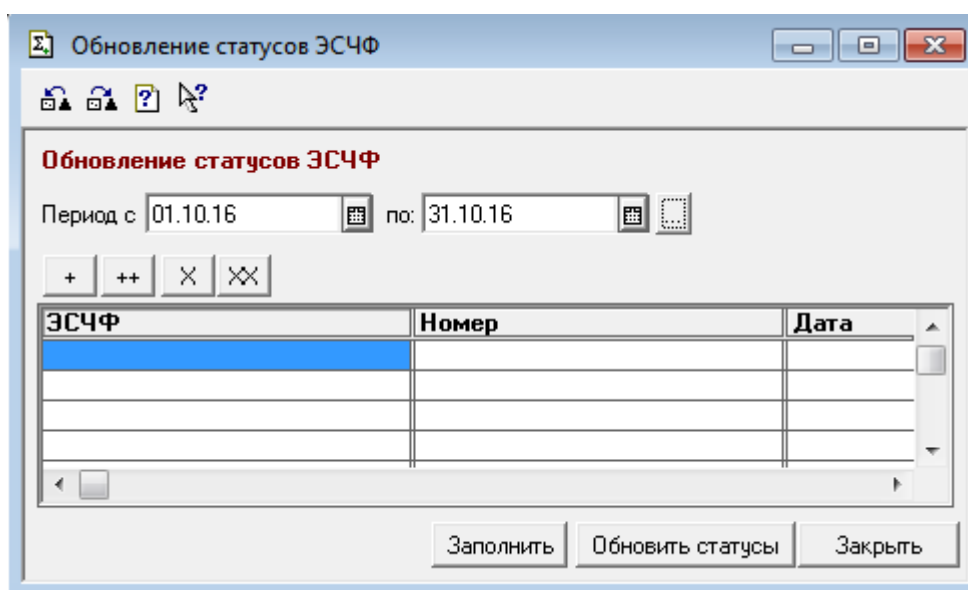 Обновление статусов ЭСЧФ
Обновление статусов ЭСЧФ
Период с 01.10.16 по: 31.10.16 ...
+ ++ X XX
ЭСЧФ Номер Дата
Заполнить Обновить статусы Закрыть